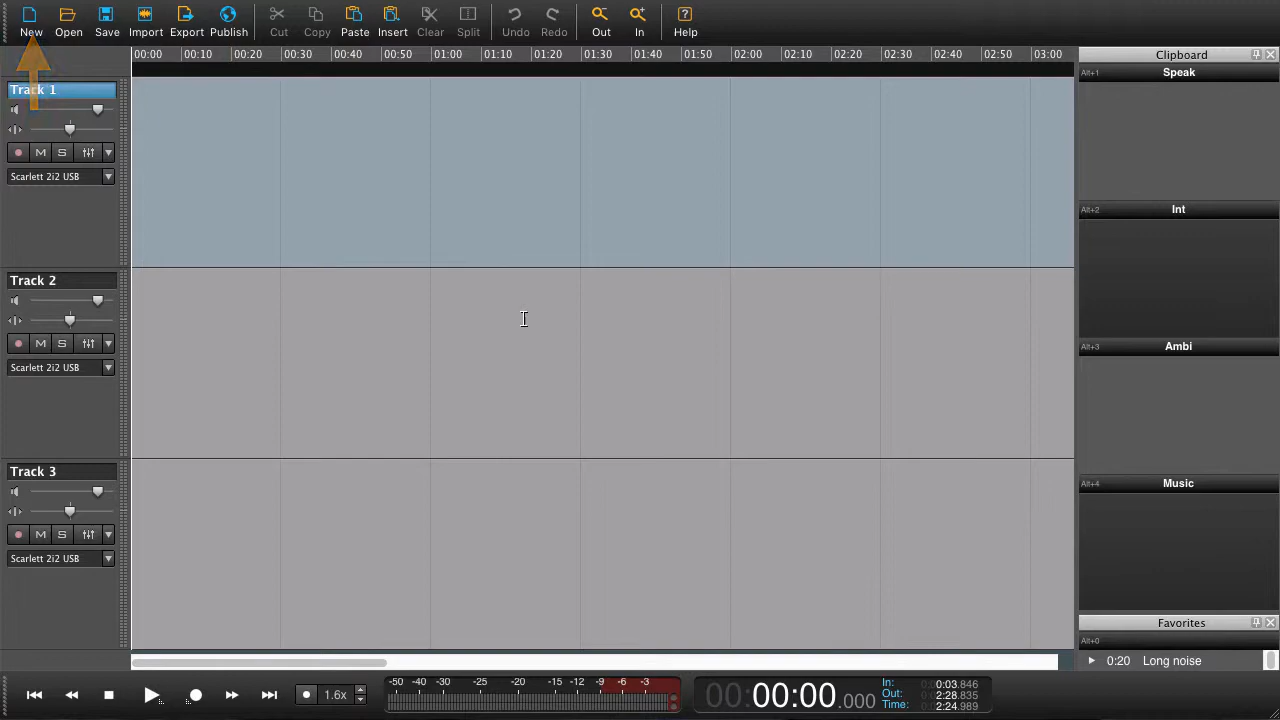 New Open Save Import Export Publish Cut Copy Paste Insert Clear Split Undo Redo Out In Help
00:00 00:10 00:20 00:30 00:40 00:50 01:00 01:10 01:20 01:30 01:40 01:50 02:00 02:10 02:20 02:30 02:40 02:50 03:00
Track 1
M S
Scarlett 2i2 USB
Track 2
M S
Scarlett 2i2 USB
Track 3
M S
Scarlett 2i2 USB
Clipboard
Alt+1 Speak
Alt+2 Int
Alt+3 Ambi
Alt+4 Music
Favorites
Alt+0
0:20 Long noise
1.6x
-50 -40 -30 -25 -20 -15 -12 -9 -6 -3
00:00:00.000
In: 0:03.846
Out: 2:28.835
Time: 2:24.989